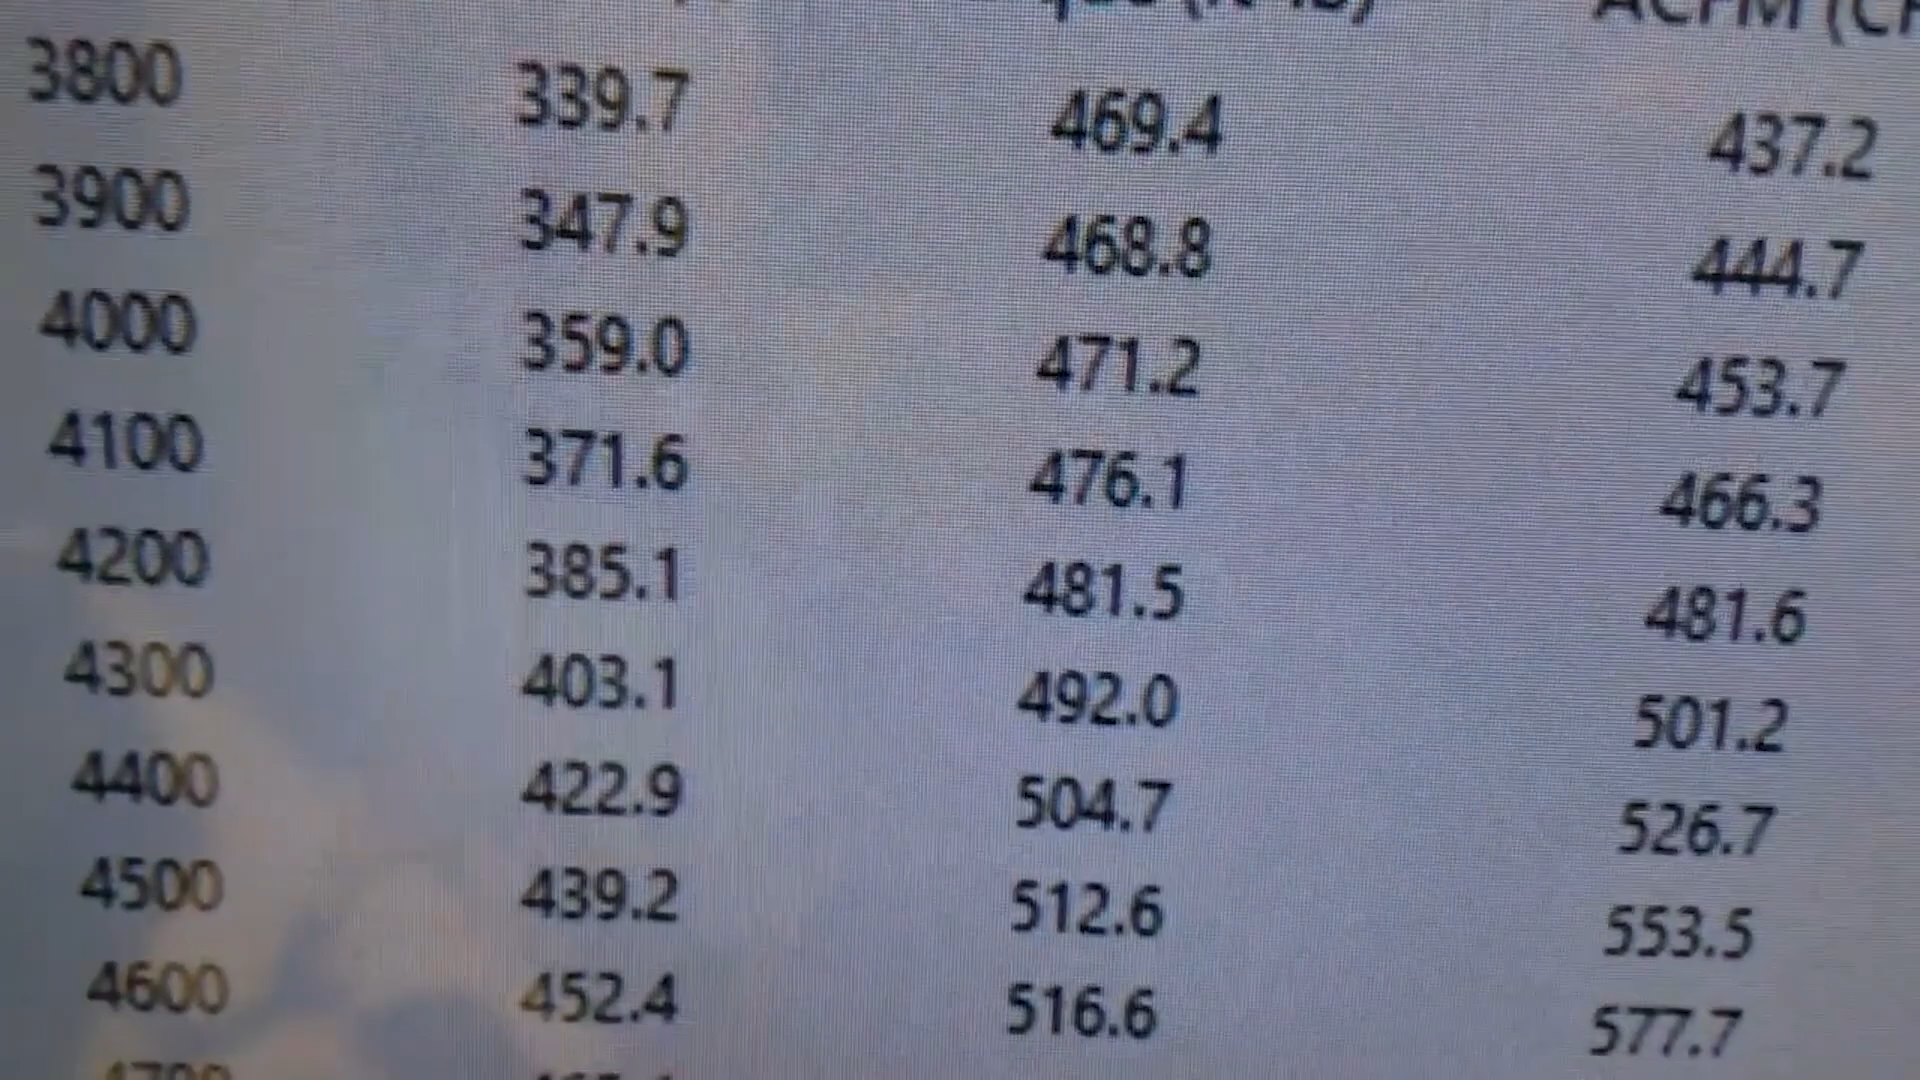 ACFM
3800 339.7 469.4 437.2
3900 347.9 468.8 444.7
4000 359.0 471.2 453.7
4100 371.6 476.1 466.3
4200 385.1 481.5 481.6
4300 403.1 492.0 501.2
4400 422.9 504.7 526.7
4500 439.2 512.6 553.5
4600 452.4 516.6 577.7